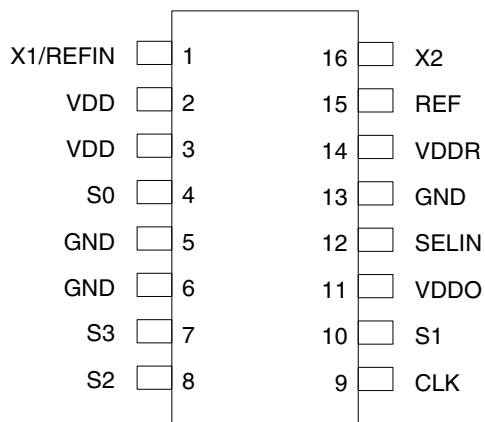 X1/REFIN 1 16 X2
VDD 2 15 REF
VDD 3 14 VDDR
S0 4 13 GND
GND 5 12 SELIN
GND 6 11 VDDO
S3 7 10 S1
S2 8 9 CLK